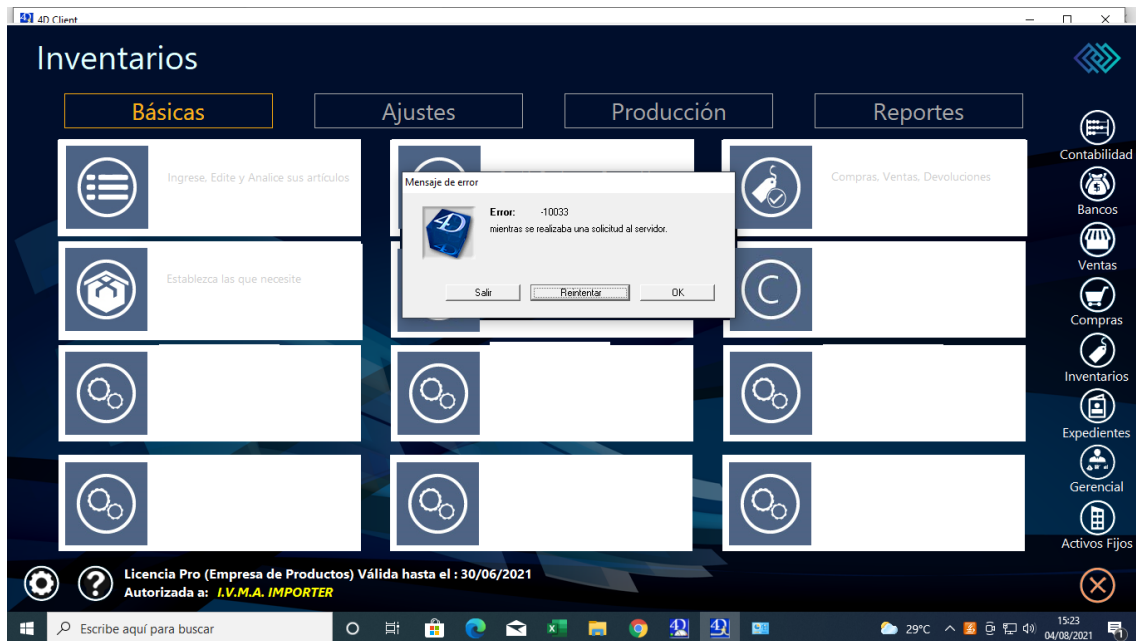 4D Client
Inventarios
Básicas
Ajustes
Producción
Reportes
Ingrese, Edite y Analice sus artículos
Compras, Ventas, Devoluciones
Establezca las que necesite
C
Mensaje de error
4D
Error: -10033
mientras se realizaba una solicitud al servidor.
Salir
Reintentar
OK
Contabilidad
Bancos
Ventas
Compras
Inventarios
Expedientes
Gerencial
Activos Fijos
Licencia Pro (Empresa de Productos) Válida hasta el : 30/06/2021
Autorizada a: I.V.M.A. IMPORTER
Escribe aquí para buscar
29°C
15:23
04/08/2021